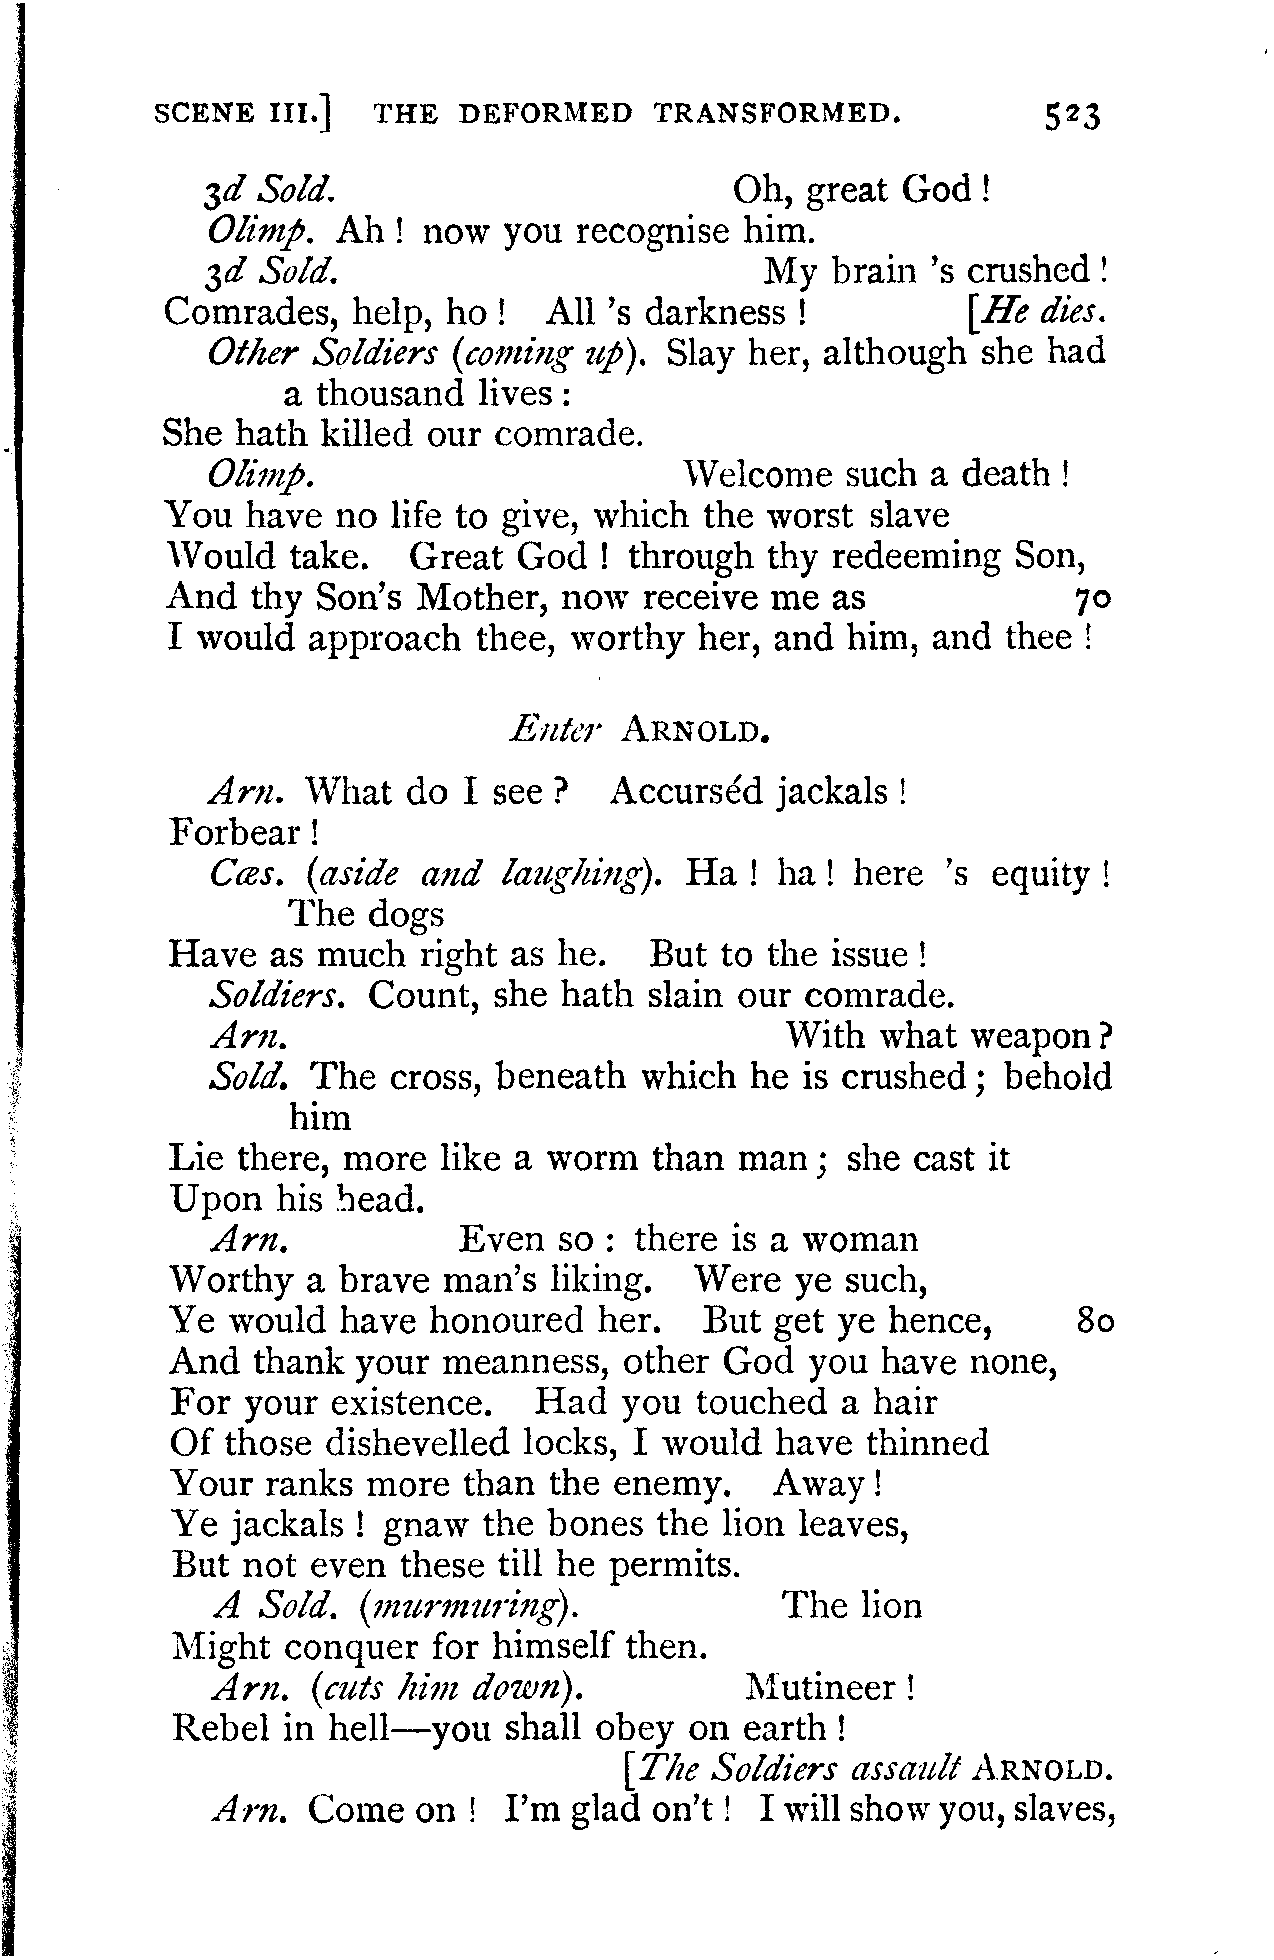 SCENE III.] THE DEFORMED TRANSFORMED. 523
3d Sold. Oh, great God !
Olimp. Ah ! now you recognise him.
3d Sold. My brain 's crushed !
Comrades, help, ho ! All 's darkness ! [He dies.
Other Soldiers (coming up). Slay her, although she had
a thousand lives :
She hath killed our comrade.
Olimp. Welcome such a death !
You have no life to give, which the worst slave
Would take. Great God ! through thy redeeming Son,
And thy Son's Mother, now receive me as 70
I would approach thee, worthy her, and him, and thee !
Enter ARNOLD.
Arn. What do I see ? Accurséd jackals !
Forbear !
Cæs. (aside and laughing). Ha ! ha ! here 's equity !
The dogs
Have as much right as he. But to the issue !
Soldiers. Count, she hath slain our comrade.
Arn. With what weapon ?
Sold. The cross, beneath which he is crushed ; behold
him
Lie there, more like a worm than man ; she cast it
Upon his head.
Arn. Even so : there is a woman
Worthy a brave man's liking. Were ye such,
Ye would have honoured her. But get ye hence, 80
And thank your meanness, other God you have none,
For your existence. Had you touched a hair
Of those dishevelled locks, I would have thinned
Your ranks more than the enemy. Away !
Ye jackals ! gnaw the bones the lion leaves,
But not even these till he permits.
A Sold. (murmuring). The lion
Might conquer for himself then.
Arn. (cuts him down). Mutineer !
Rebel in hell—you shall obey on earth !
[The Soldiers assault ARNOLD.
Arn. Come on ! I'm glad on't ! I will show you, slaves,